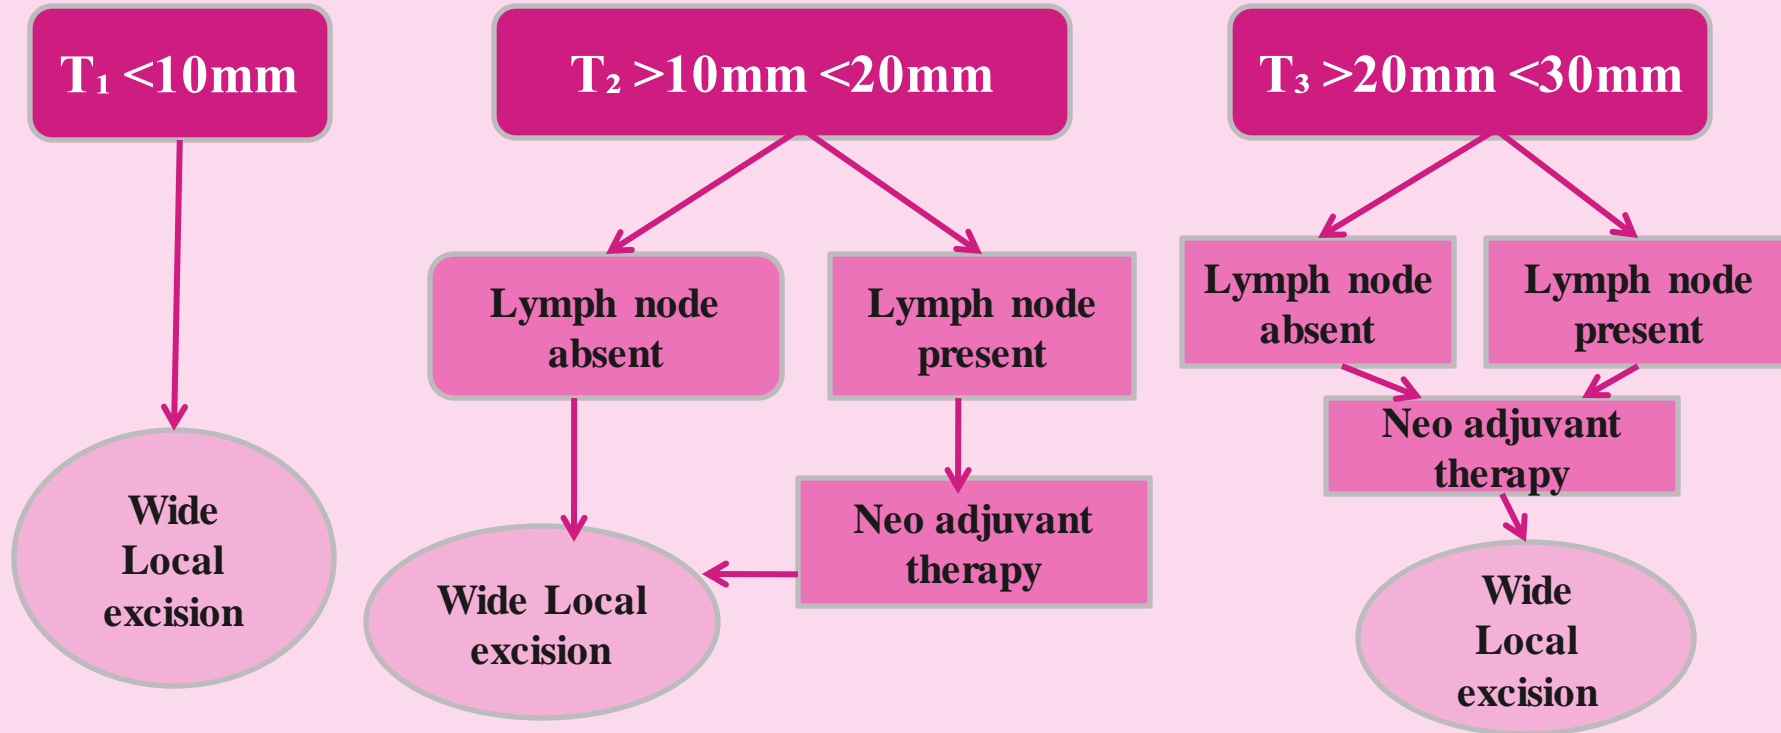 T₁ <10mm
T₂ >10mm <20mm
T₃ >20mm <30mm
Lymph node
absent
Lymph node
present
Lymph node
absent
Lymph node
present
Neo adjuvant
therapy
Wide
Local
excision
Neo adjuvant
therapy
Wide Local
excision
Wide
Local
excision